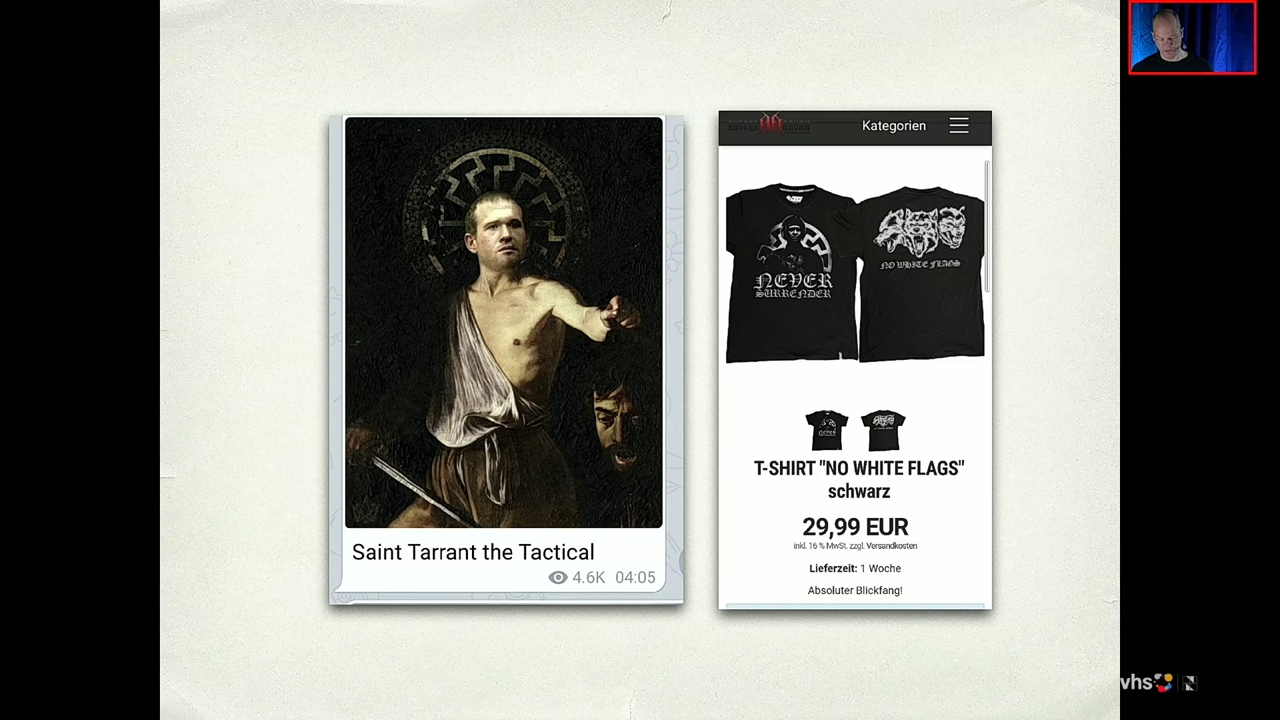 Saint Tarrant the Tactical
4.6K 04:05
Kategorien
NEVER
SURRENDER
NO WHITE FLAGS
T-SHIRT "NO WHITE FLAGS"
schwarz
29,99 EUR
inkl. 16 % MwSt. zzgl. Versandkosten
Lieferzeit: 1 Woche
Absoluter Blickfang!
vhs